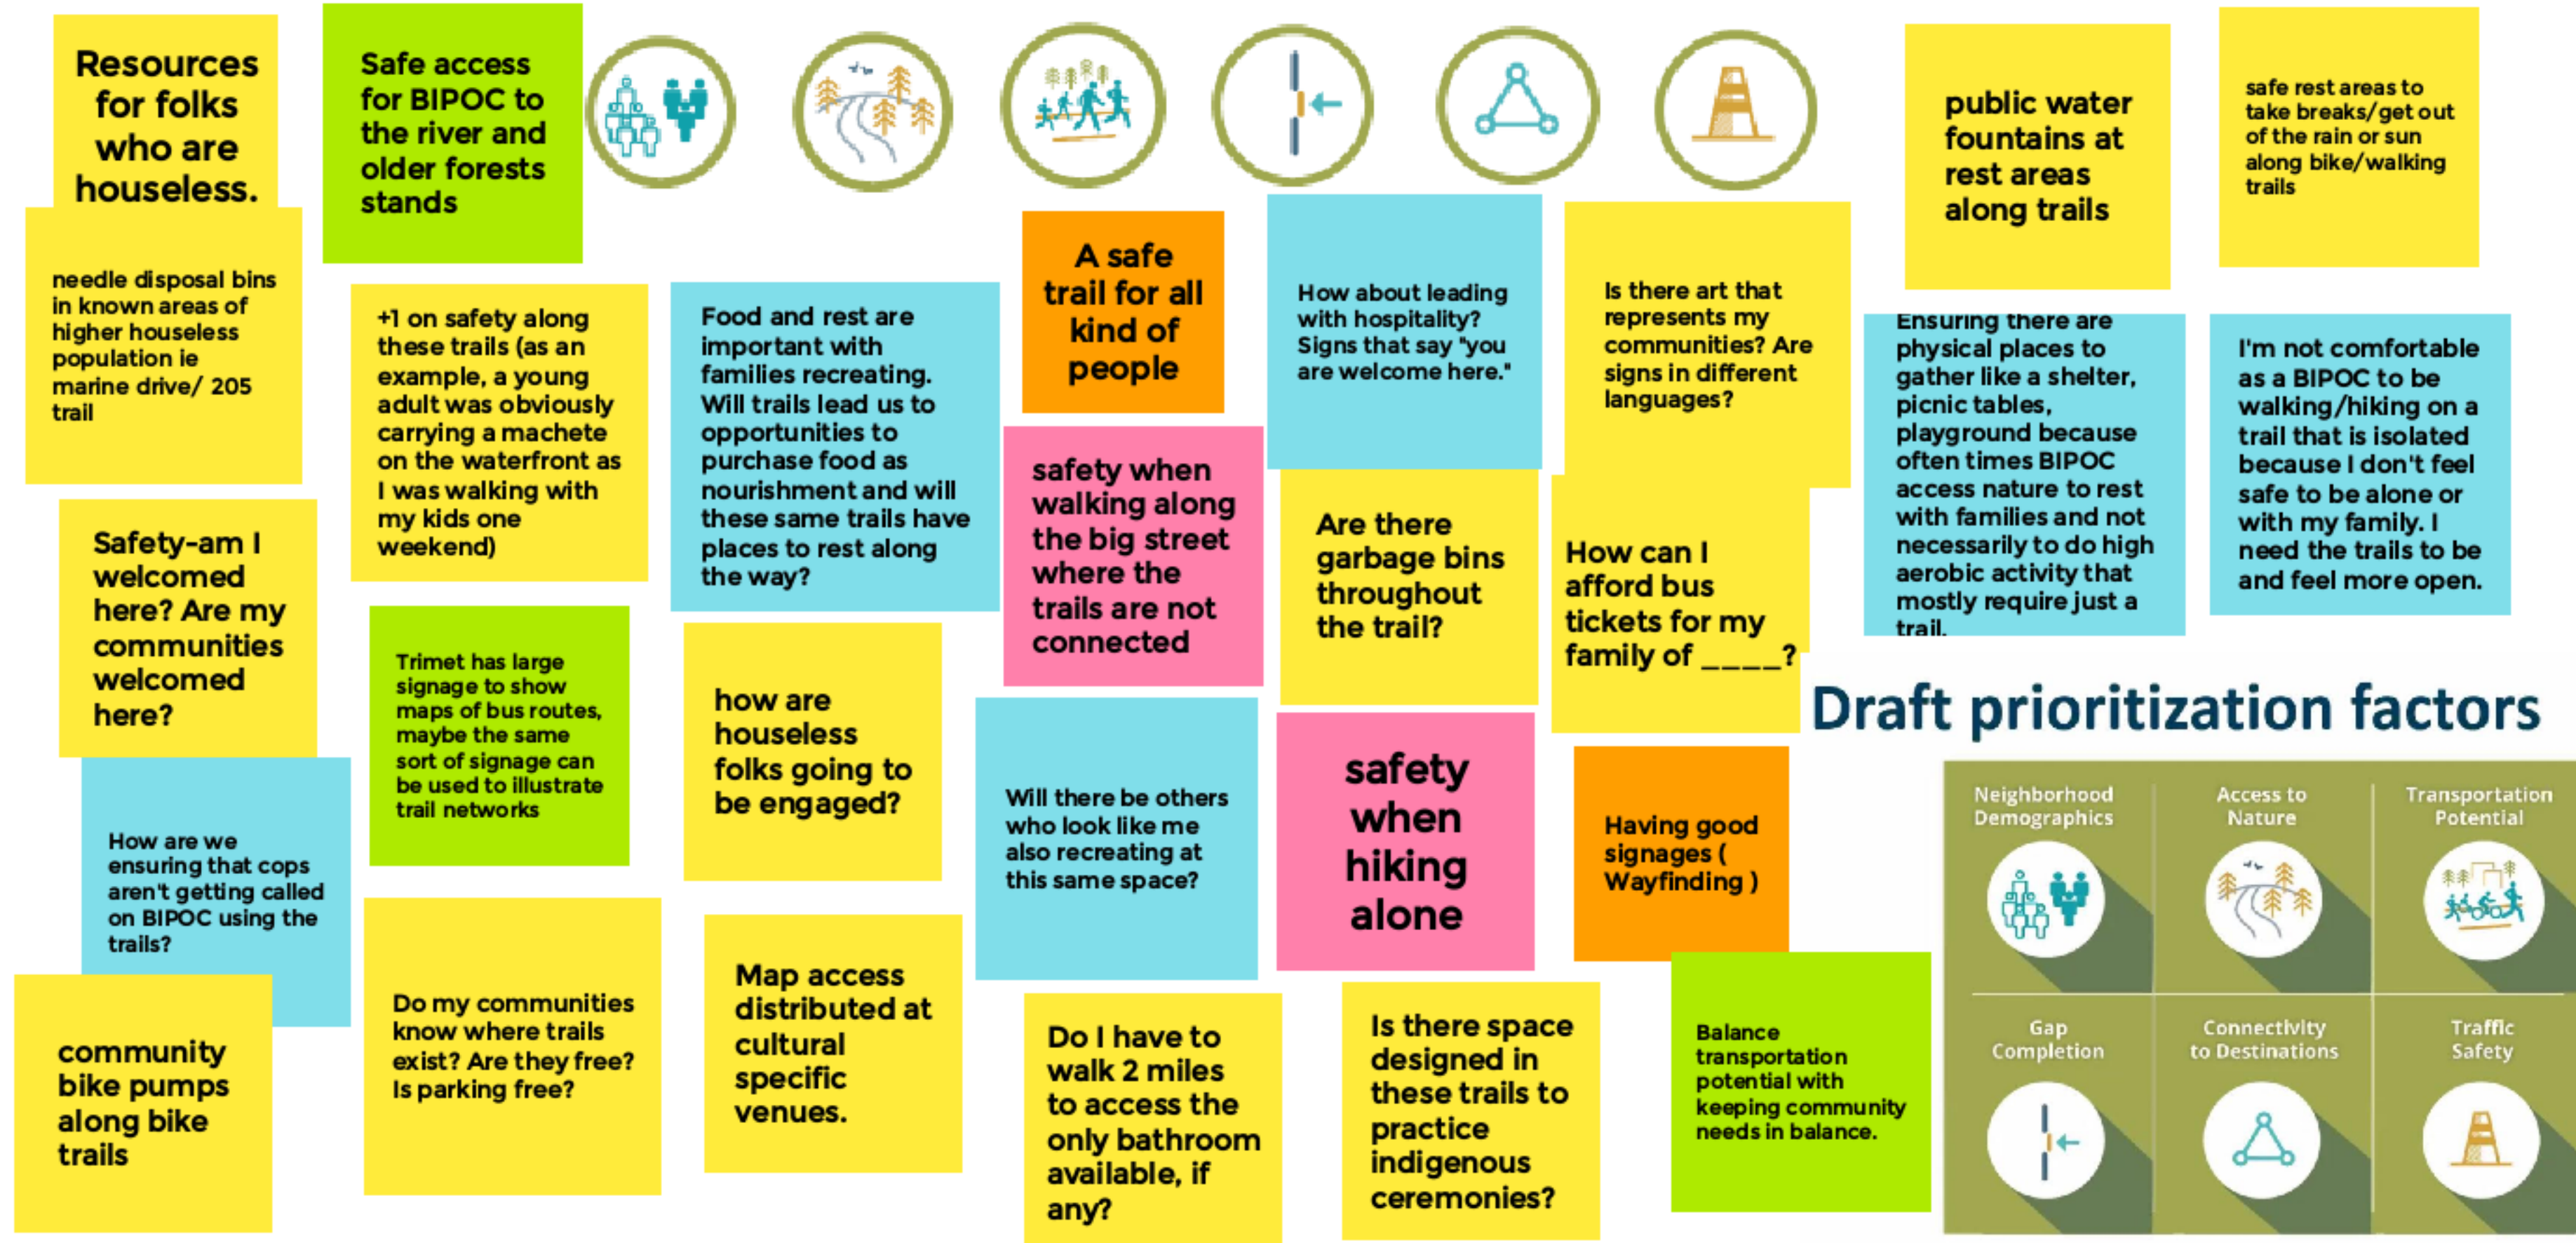 Resources
for folks
who are
houseless.
Safe access
for BIPOC to
the river and
older forests
stands
public water
fountains at
rest areas
along trails
safe rest areas to
take breaks/get out
of the rain or sun
along bike/walking
trails
needle disposal bins
in known areas of
higher houseless
population ie
marine drive/ 205
trail
+1 on safety along
these trails (as an
example, a young
adult was obviously
carrying a machete
on the waterfront as
I was walking with
my kids one
weekend)
Food and rest are
important with
families recreating.
Will trails lead us to
opportunities to
purchase food as
nourishment and will
these same trails have
places to rest along
the way?
A safe
trail for all
kind of
people
How about leading
with hospitality?
Signs that say "you
are welcome here."
Is there art that
represents my
communities? Are
signs in different
languages?
Ensuring there are
physical places to
gather like a shelter,
picnic tables,
playground because
often times BIPOC
access nature to rest
with families and not
necessarily to do high
aerobic activity that
mostly require just a
trail.
I'm not comfortable
as a BIPOC to be
walking/hiking on a
trail that is isolated
because I don't feel
safe to be alone or
with my family. I
need the trails to be
and feel more open.
safety when
walking along
the big street
where the
trails are not
connected
Are there
garbage bins
throughout
the trail?
How can I
afford bus
tickets for my
family of ____?
Safety-am I
welcomed
here? Are my
communities
welcomed
here?
Trimet has large
signage to show
maps of bus routes,
maybe the same
sort of signage can
be used to illustrate
trail networks
how are
houseless
folks going to
be engaged?
Will there be others
who look like me
also recreating at
this same space?
safety
when
hiking
alone
Having good
signages (
Wayfinding )
How are we
ensuring that cops
aren't getting called
on BIPOC using the
trails?
community
bike pumps
along bike
trails
Do my communities
know where trails
exist? Are they free?
Is parking free?
Map access
distributed at
cultural
specific
venues.
Do I have to
walk 2 miles
to access the
only bathroom
available, if
any?
Is there space
designed in
these trails to
practice
indigenous
ceremonies?
Balance
transportation
potential with
keeping community
needs in balance.
Draft prioritization factors
Neighborhood
Demographics
Access to
Nature
Transportation
Potential
Gap
Completion
Connectivity
to Destinations
Traffic
Safety